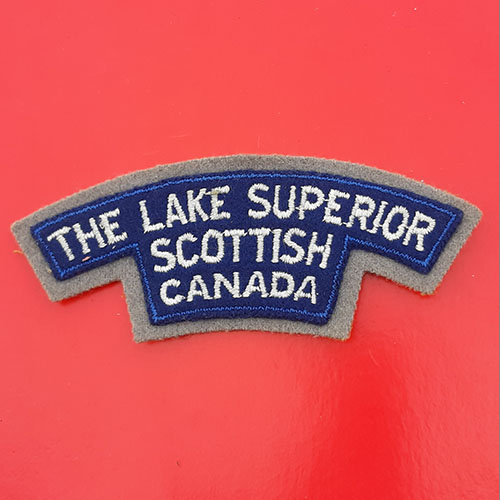 THE LAKE SUPERIOR
SCOTTISH
CANADA